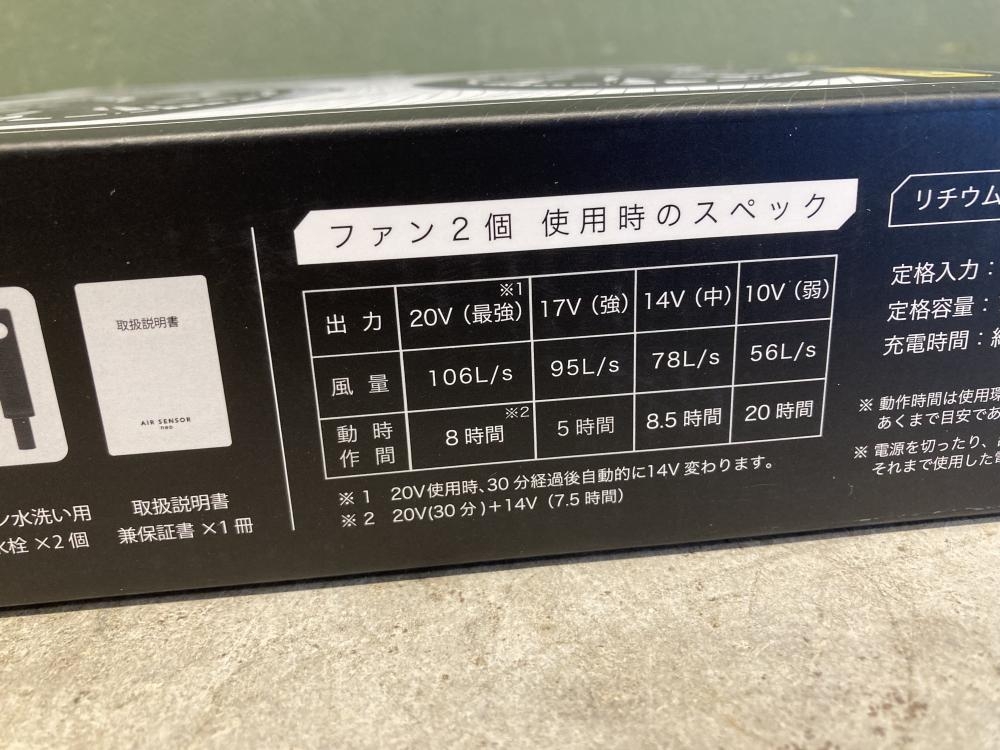 ファン2個 使用時のスペック
出力 20V(最強)※1 17V(強) 14V(中) 10V(弱)
風量 106L/s 95L/s 78L/s 56L/s
動作時間 8時間※2 5時間 8.5時間 20時間
※1 20V使用時、30分経過後自動的に14V変わります。
※2 20V(30分)+14V(7.5時間)
取扱説明書
AIR SENSOR
neo
ン水洗い用
水栓×2個
取扱説明書
兼保証書×1冊
リチウム
定格入力:
定格容量:
充電時間:
※ 動作時間は使用環
あくまで目安であ
※ 電源を切ったり、
それまで使用した